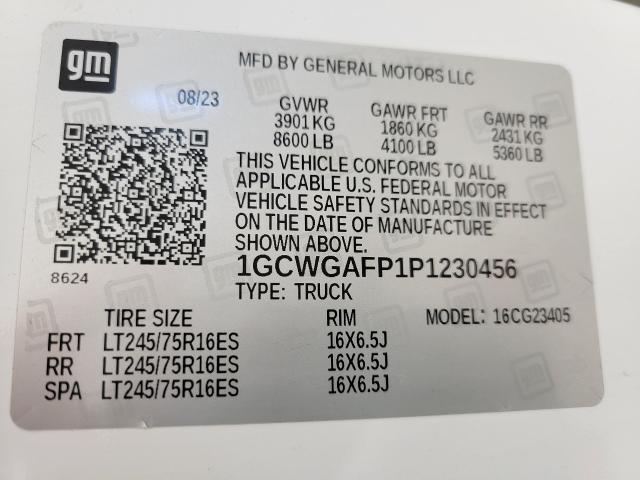 gm
MFD BY GENERAL MOTORS LLC
08/23
GVWR GAWR FRT GAWR RR
3901 KG 1860 KG 2431 KG
8600 LB 4100 LB 5360 LB
THIS VEHICLE CONFORMS TO ALL
APPLICABLE U.S. FEDERAL MOTOR
VEHICLE SAFETY STANDARDS IN EFFECT
ON THE DATE OF MANUFACTURE
SHOWN ABOVE.
8624
1GCWGAFP1P1230456
TYPE: TRUCK
TIRE SIZE RIM MODEL: 16CG23405
FRT LT245/75R16ES 16X6.5J
RR LT245/75R16ES 16X6.5J
SPA LT245/75R16ES 16X6.5J